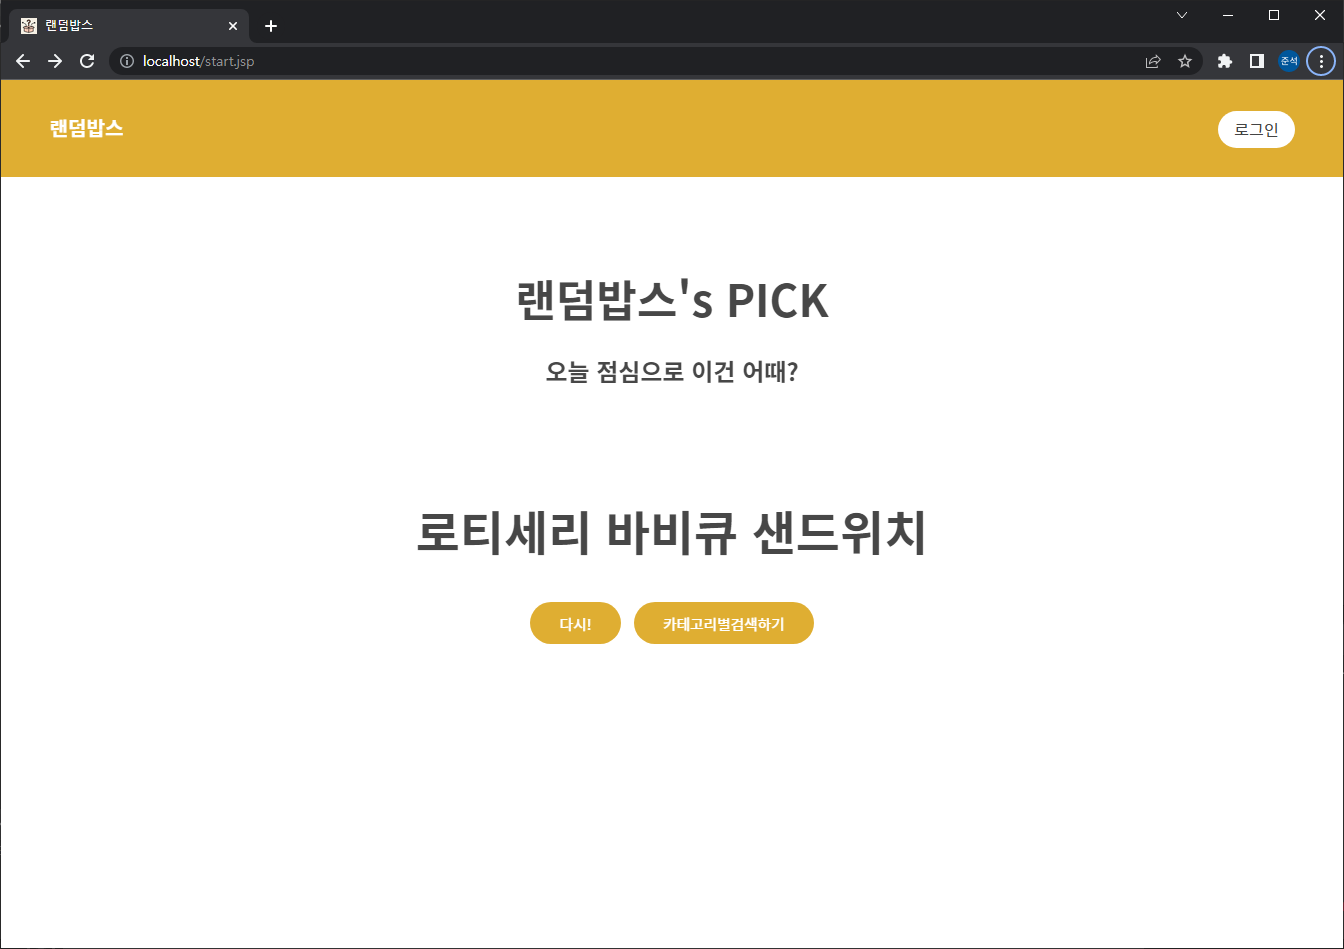 랜덤밥스
localhost/start.jsp
준석
랜덤밥스
로그인
랜덤밥스's PICK
오늘 점심으로 이건 어때?
로티세리 바비큐 샌드위치
다시!
카테고리별검색하기